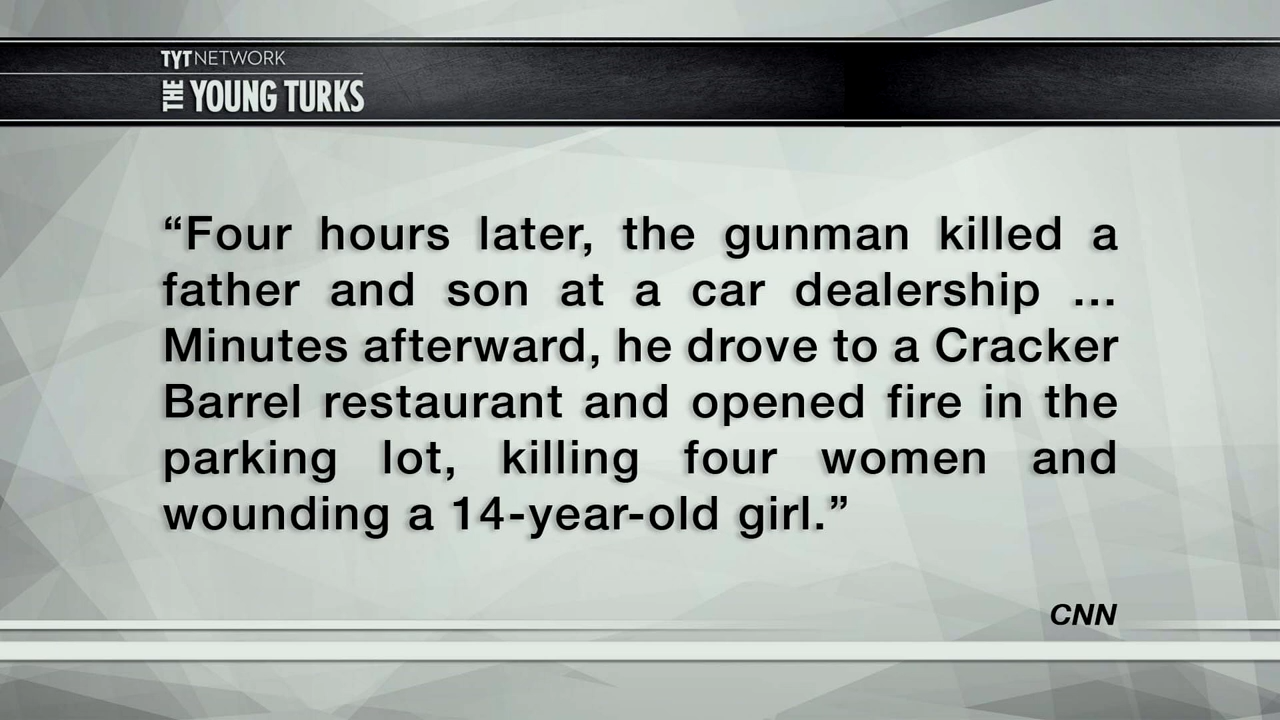 TYT NETWORK
THE YOUNG TURKS
“Four hours later, the gunman killed a
father and son at a car dealership ...
Minutes afterward, he drove to a Cracker
Barrel restaurant and opened fire in the
parking lot, killing four women and
wounding a 14-year-old girl.”
CNN